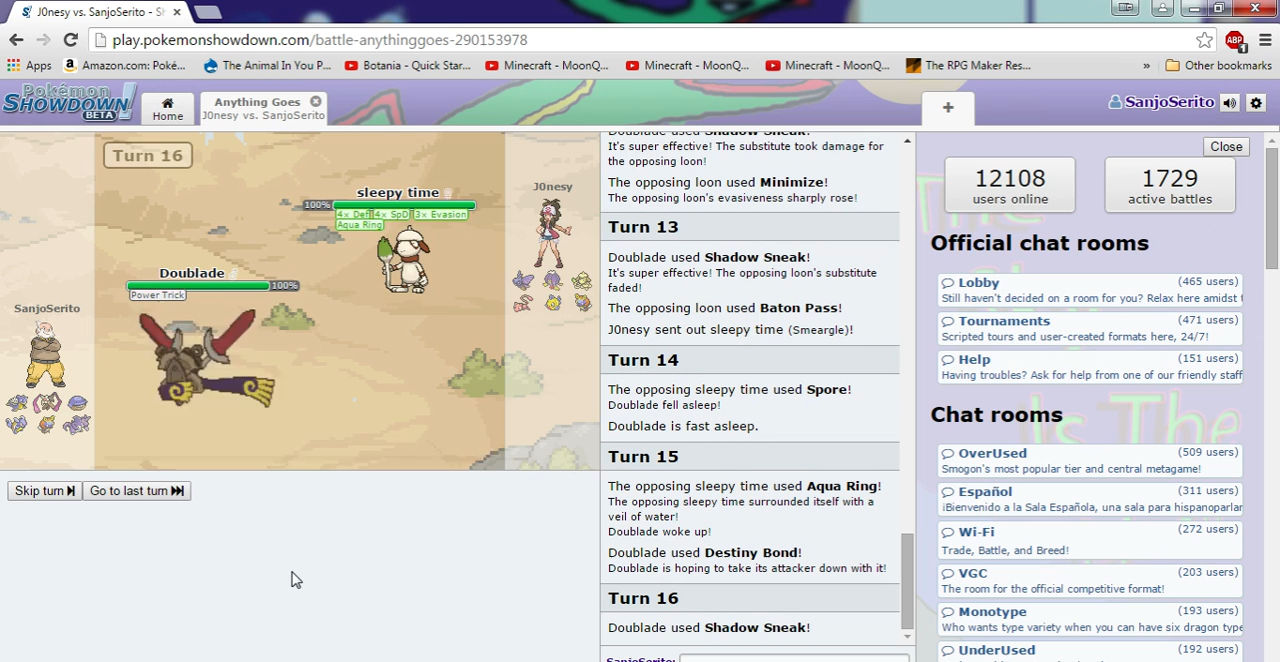 J0nesy vs. SanjoSerito - Sh
play.pokemonshowdown.com/battle-anythinggoes-290153978
ABP
1
Apps
Amazon.com: Poké...
The Animal In You P...
Botania - Quick Star...
Minecraft - MoonQ...
Minecraft - MoonQ...
Minecraft - MoonQ...
The RPG Maker Res...
»
Other bookmarks
Pokémon
SHOWDOWN!
BETA
Home
Anything Goes
J0nesy vs. SanjoSerito
+
SanjoSerito
Turn 16
sleepy time
100%
4x Def 4x SpD 3x Evasion
Aqua Ring
J0nesy
Doublade
100%
Power Trick
SanjoSerito
Skip turn
Go to last turn
Doublade used Shadow Sneak!
It's super effective! The substitute took damage for
the opposing loon!
The opposing loon used Minimize!
The opposing loon's evasiveness sharply rose!
Turn 13
Doublade used Shadow Sneak!
It's super effective! The opposing loon's substitute
faded!
The opposing loon used Baton Pass!
J0nesy sent out sleepy time (Smeargle)!
Turn 14
The opposing sleepy time used Spore!
Doublade fell asleep!
Doublade is fast asleep.
Turn 15
The opposing sleepy time used Aqua Ring!
The opposing sleepy time surrounded itself with a
veil of water!
Doublade woke up!
Doublade used Destiny Bond!
Doublade is hoping to take its attacker down with it!
Turn 16
Doublade used Shadow Sneak!
SanjoSerito:
Close
12108
users online
1729
active battles
Official chat rooms
Lobby (465 users)
Still haven't decided on a room for you? Relax here amidst t
Tournaments (471 users)
Scripted tours and user-created formats here, 24/7!
Help (151 users)
Having troubles? Ask for help from one of our friendly staff
Chat rooms
OverUsed (509 users)
Smogon's most popular tier and central metagame!
Español (311 users)
¡Bienvenido a la Sala Española, una sala para hispanoparlar
Wi-Fi (272 users)
Trade, Battle, and Breed!
VGC (203 users)
The room for the official competitive format!
Monotype (193 users)
Who wants type variety when you can have six dragon type
UnderUsed (192 users)
Is The